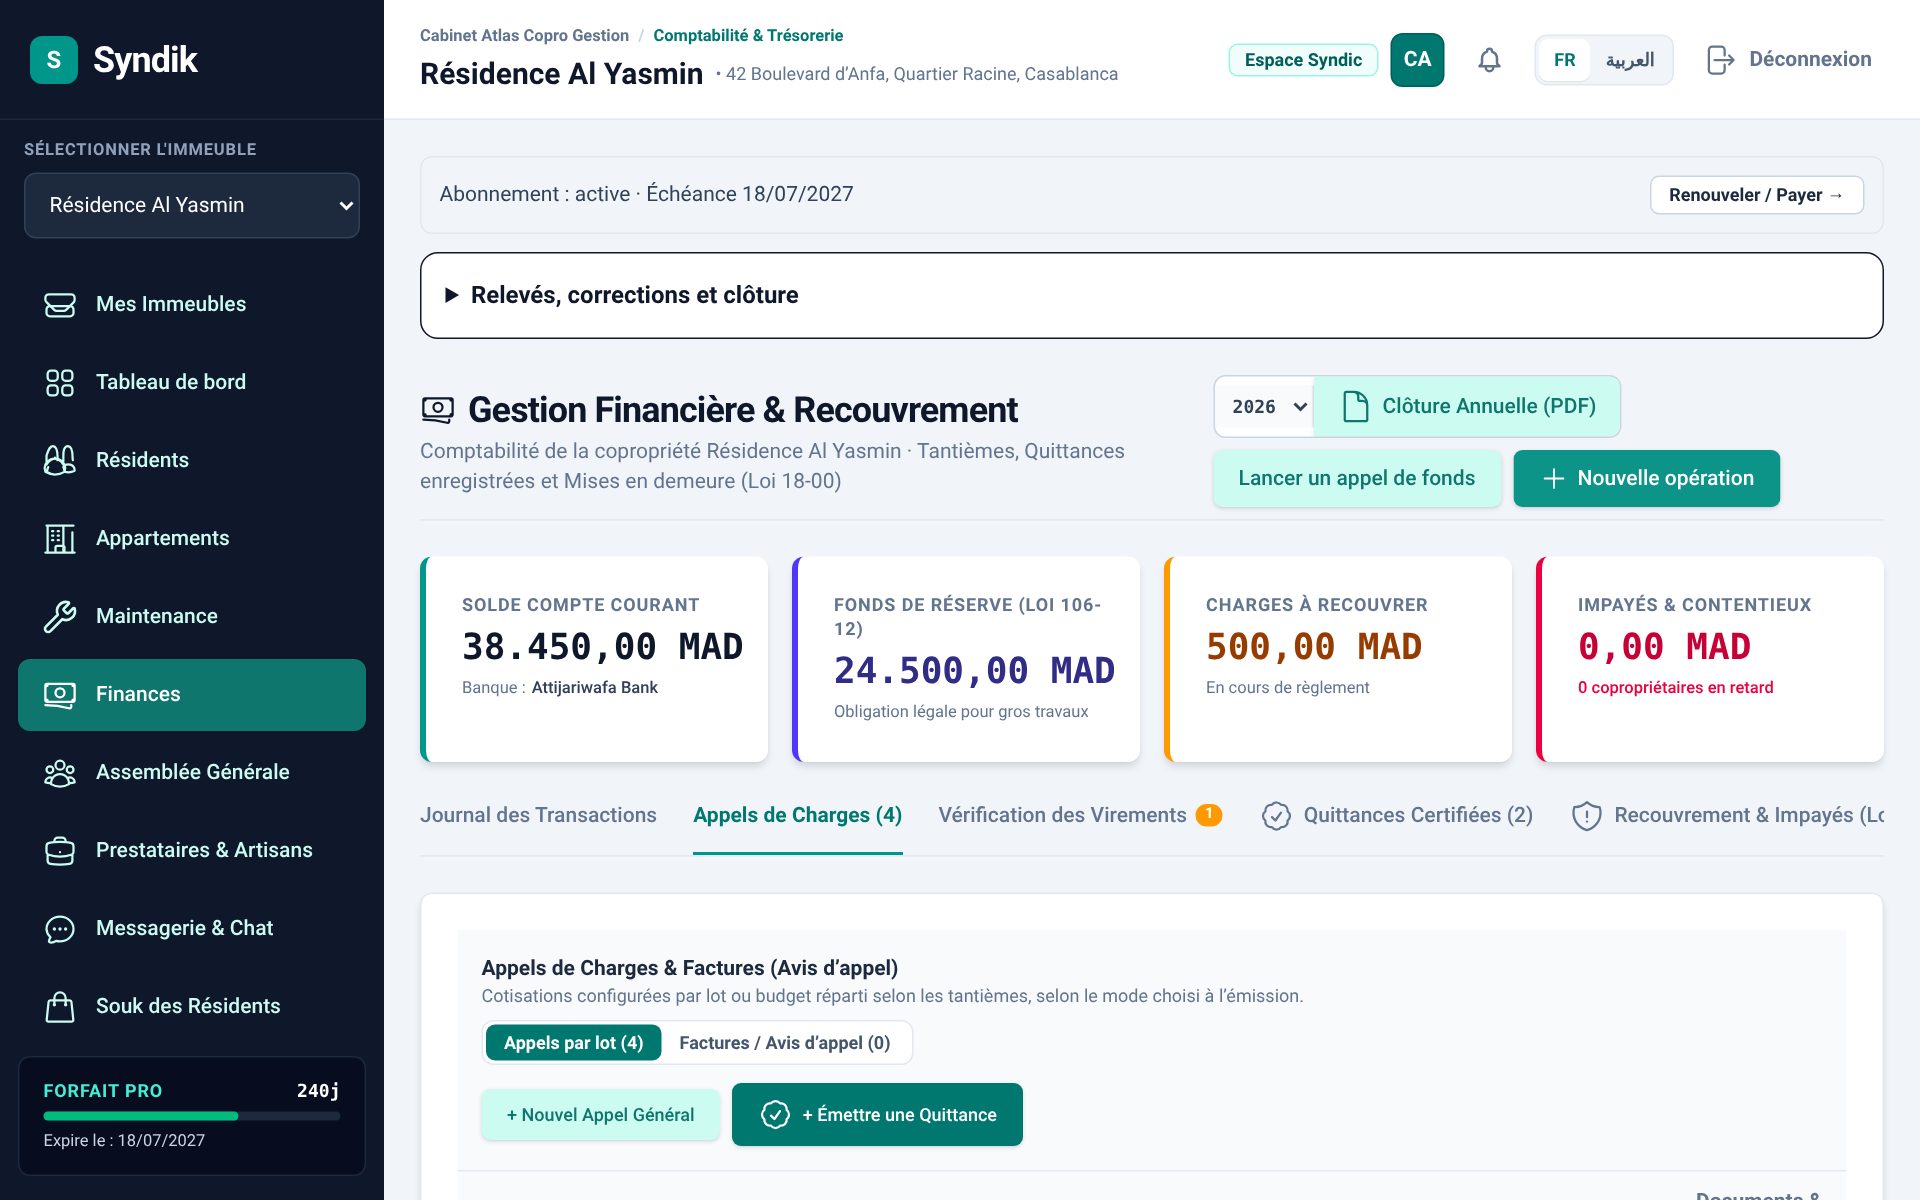 S Syndik
SÉLECTIONNER L'IMMEUBLE
Résidence Al Yasmin
Mes Immeubles
Tableau de bord
Résidents
Appartements
Maintenance
Finances
Assemblée Générale
Prestataires & Artisans
Messagerie & Chat
Souk des Résidents
FORFAIT PRO 240j
Expire le : 18/07/2027
Cabinet Atlas Copro Gestion / Comptabilité & Trésorerie
Résidence Al Yasmin • 42 Boulevard d’Anfa, Quartier Racine, Casablanca
Espace Syndic CA FR العربية Déconnexion
Abonnement : active · Échéance 18/07/2027
Renouveler / Payer →
▶ Relevés, corrections et clôture
Gestion Financière & Recouvrement
Comptabilité de la copropriété Résidence Al Yasmin · Tantièmes, Quittances
enregistrées et Mises en demeure (Loi 18-00)
2026 Clôture Annuelle (PDF)
Lancer un appel de fonds + Nouvelle opération
SOLDE COMPTE COURANT
38.450,00 MAD
Banque : Attijariwafa Bank
FONDS DE RÉSERVE (LOI 106-
12)
24.500,00 MAD
Obligation légale pour gros travaux
CHARGES À RECOUVRER
500,00 MAD
En cours de règlement
IMPAYÉS & CONTENTIEUX
0,00 MAD
0 copropriétaires en retard
Journal des Transactions Appels de Charges (4) Vérification des Virements 1 Quittances Certifiées (2) Recouvrement & Impayés (Lo
Appels de Charges & Factures (Avis d’appel)
Cotisations configurées par lot ou budget réparti selon les tantièmes, selon le mode choisi à l’émission.
Appels par lot (4) Factures / Avis d’appel (0)
+ Nouvel Appel Général + Émettre une Quittance
Documents &